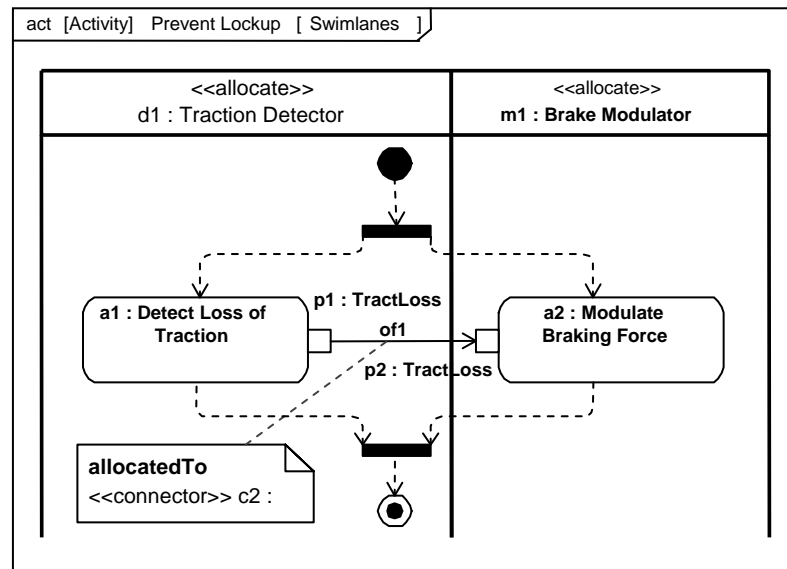 act [Activity] Prevent Lockup [ Swimlanes ]
<<allocate>>
d1 : Traction Detector
<<allocate>>
m1 : Brake Modulator
a1 : Detect Loss of
Traction
p1 : TractLoss
of1
p2 : TractLoss
a2 : Modulate
Braking Force
allocatedTo
<<connector>> c2 :